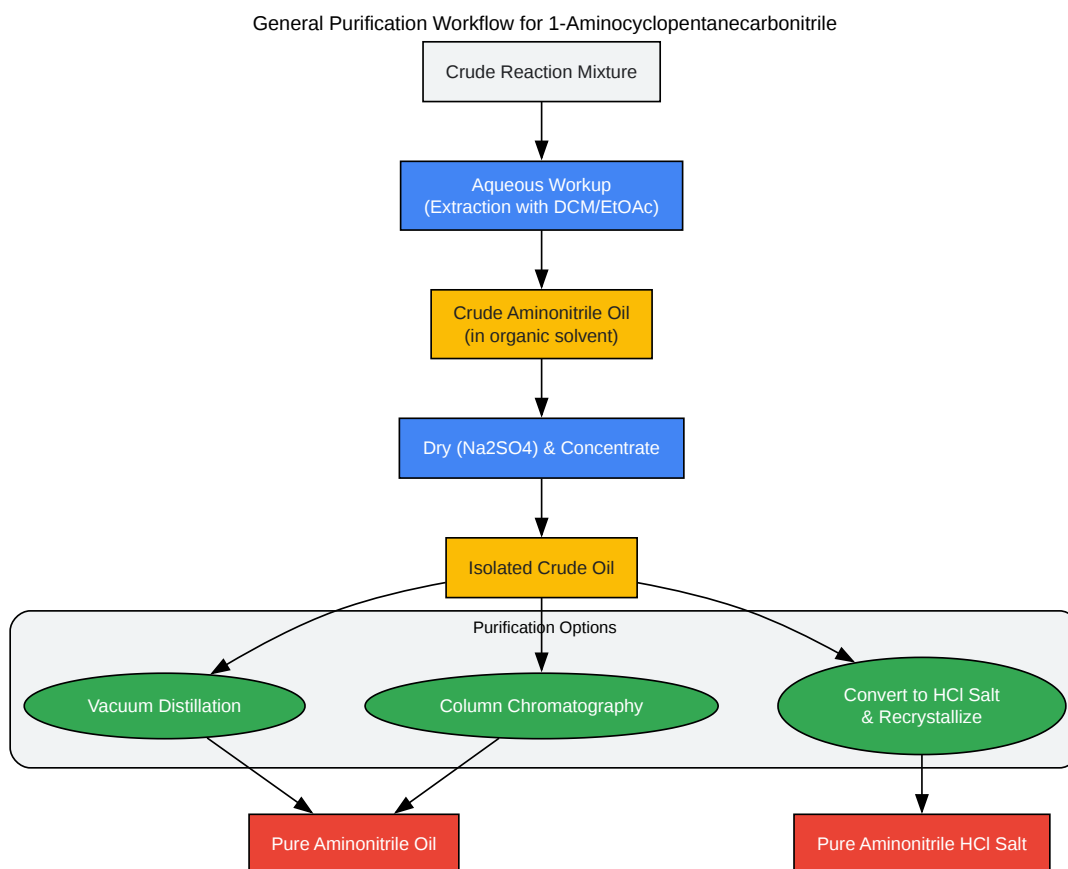 General Purification Workflow for 1-Aminocyclopentanecarbonitrile
Crude Reaction Mixture
Aqueous Workup
(Extraction with DCM/EtOAc)
Crude Aminonitrile Oil
(in organic solvent)
Dry (Na2SO4) & Concentrate
Isolated Crude Oil
Purification Options
Vacuum Distillation
Column Chromatography
Convert to HCl Salt
& Recrystallize
Pure Aminonitrile Oil
Pure Aminonitrile HCl Salt